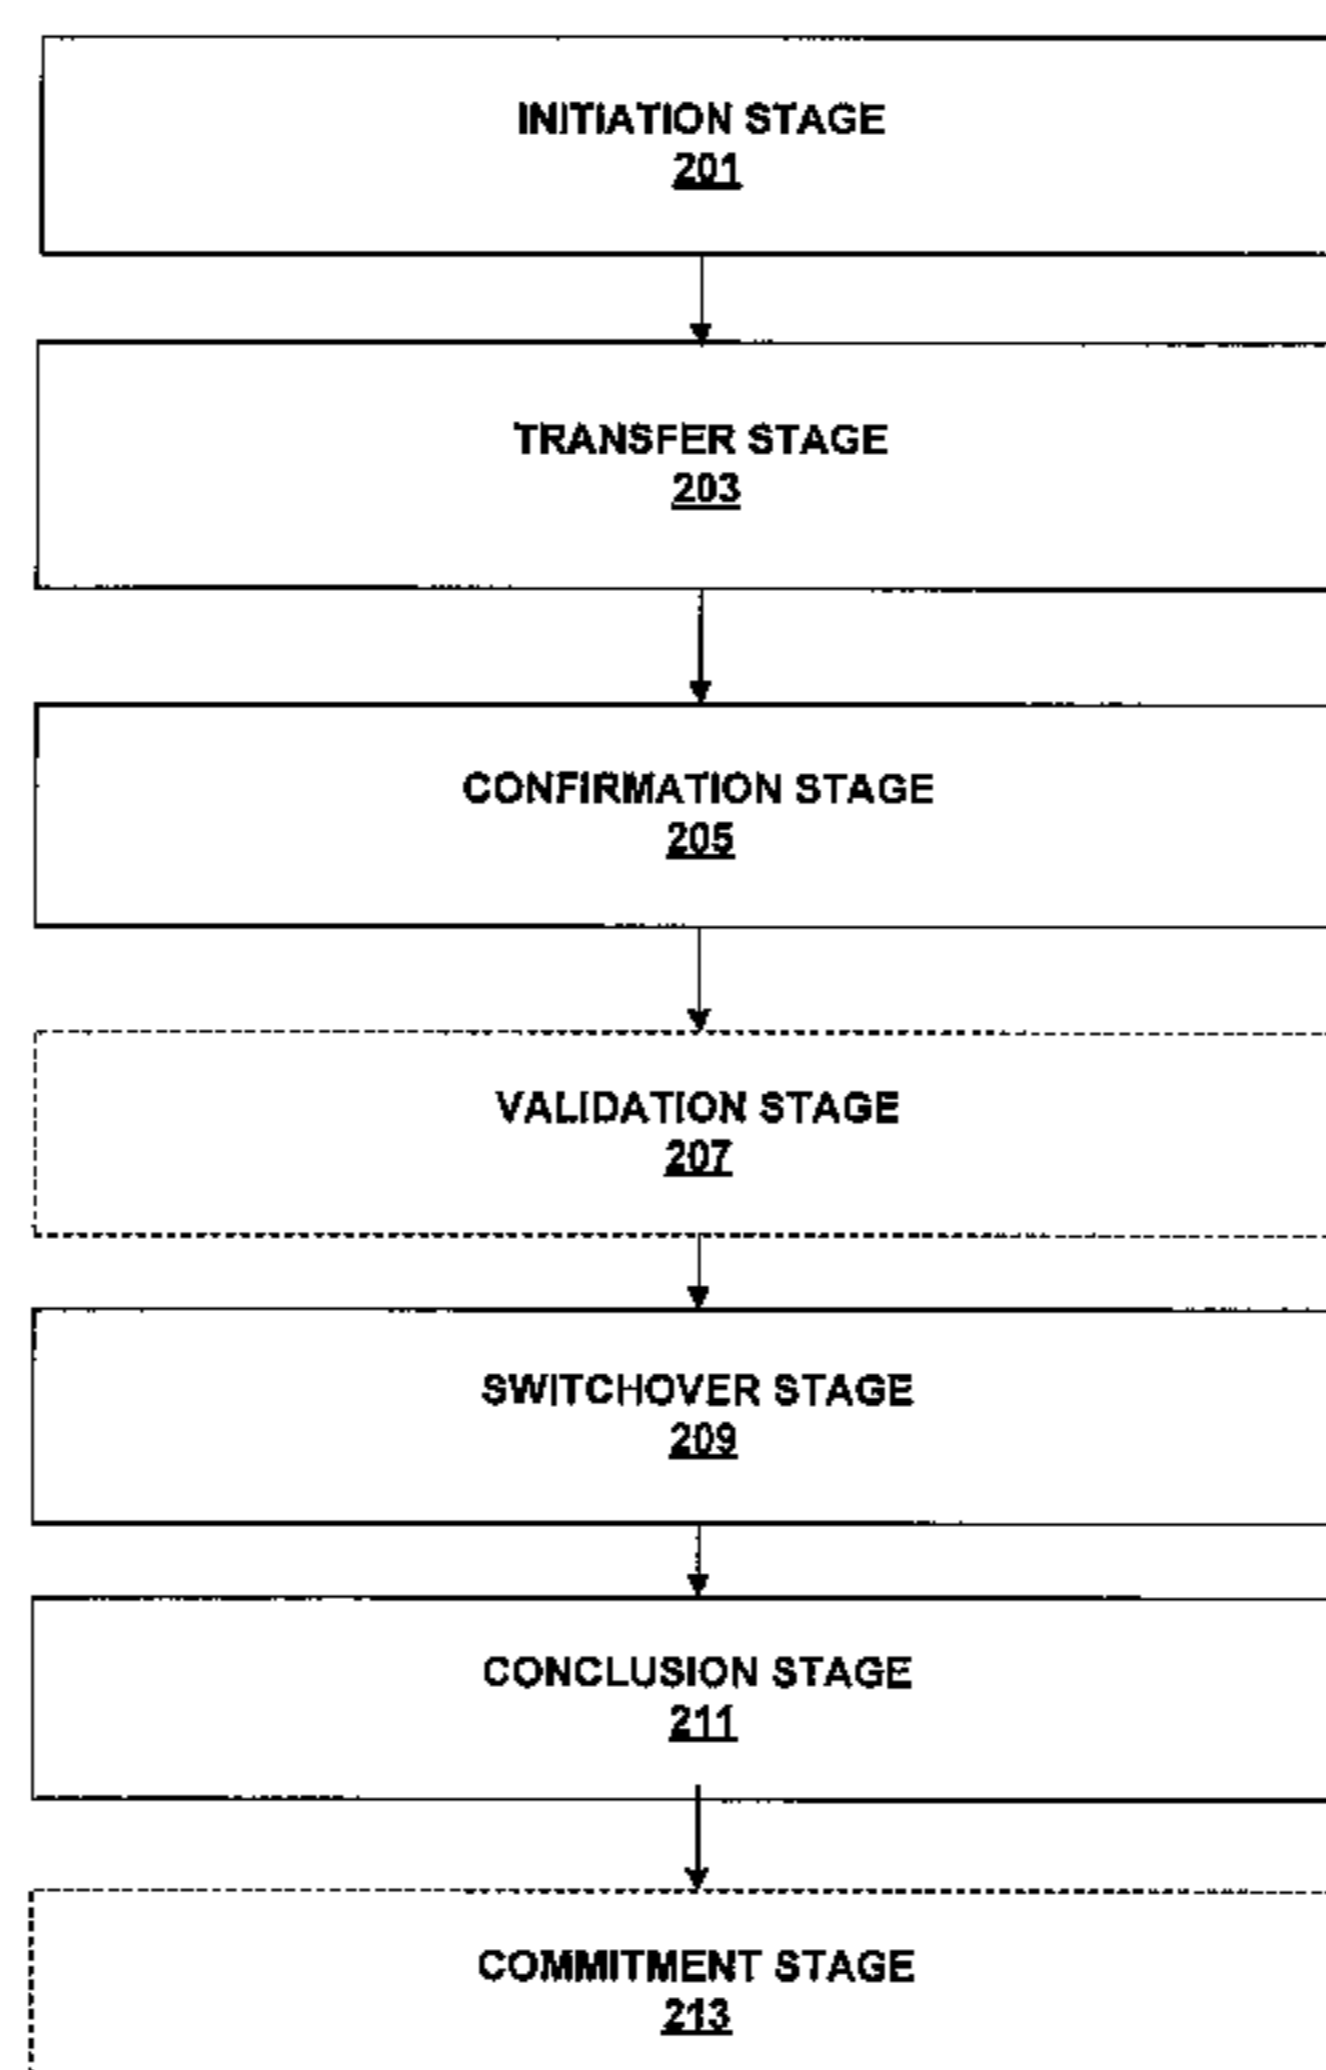 INITIATION STAGE
201
TRANSFER STAGE
203
CONFIRMATION STAGE
205
VALIDATION STAGE
207
SWITCHOVER STAGE
209
CONCLUSION STAGE
211
COMMITMENT STAGE
213